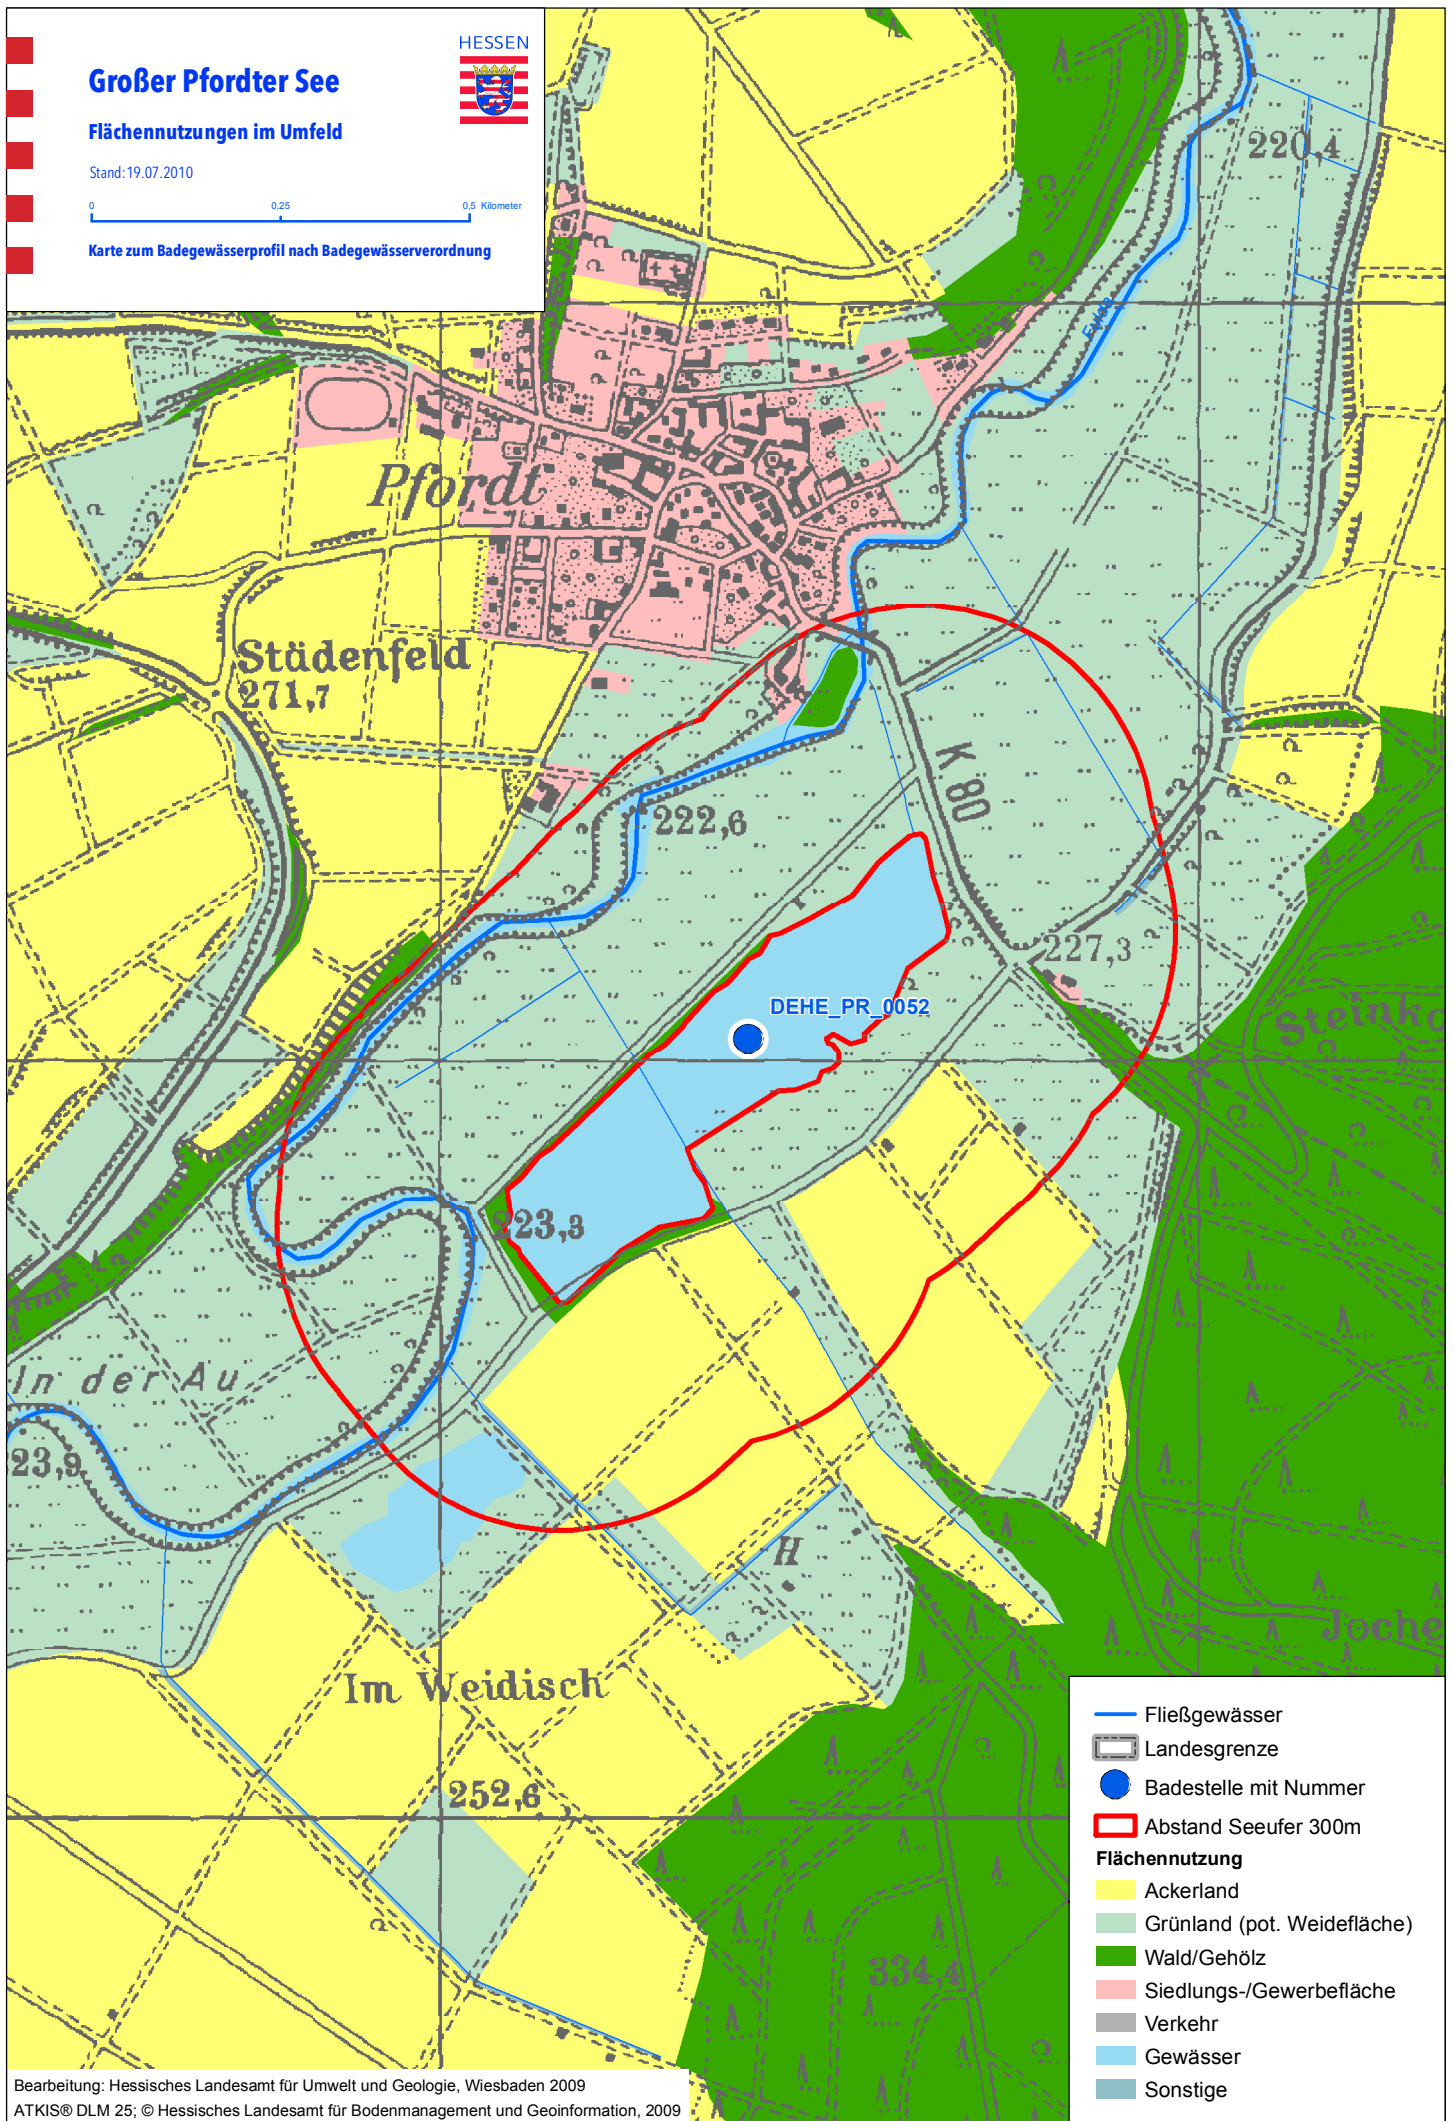 HESSEN
Großer Pfordter See
Flächennutzungen im Umfeld
Stand:19.07.2010
0 0,25 0,5 Kilometer
Karte zum Badegewässerprofil nach Badegewässerverordnung
220,4
Fulda
Pfordt
Städenfeld
271,7
K 80
222,6
227,3
DEHE_PR_0052
Steinko
223,3
In der Au
23,9
H
Joche
Im Weidisch
252,6
334,4
Fließgewässer
Landesgrenze
Badestelle mit Nummer
Abstand Seeufer 300m
Flächennutzung
Ackerland
Grünland (pot. Weidefläche)
Wald/Gehölz
Siedlungs-/Gewerbefläche
Verkehr
Gewässer
Sonstige
Bearbeitung: Hessisches Landesamt für Umwelt und Geologie, Wiesbaden 2009
ATKIS® DLM 25; © Hessisches Landesamt für Bodenmanagement und Geoinformation, 2009